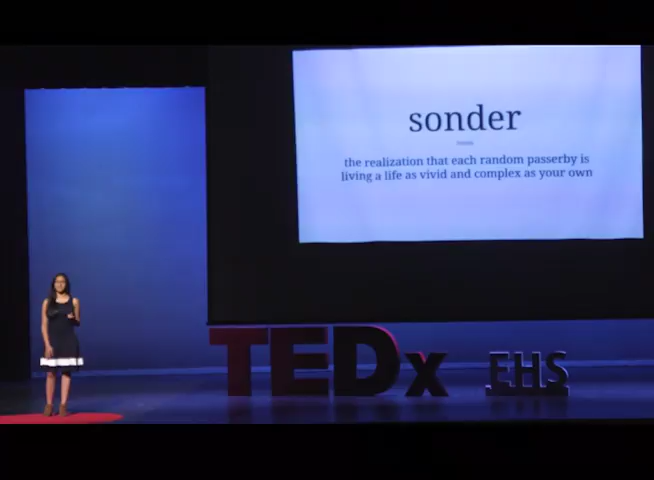 sonder
the realization that each random passerby is
living a life as vivid and complex as your own
TEDx EHS